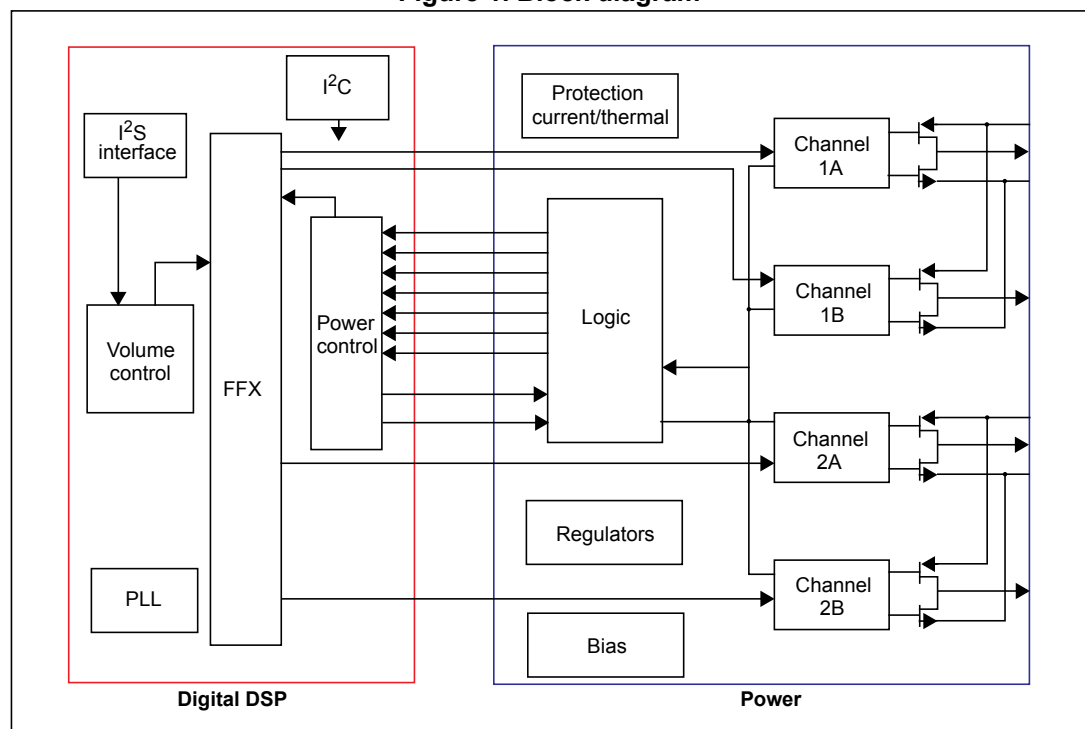 Figure 1. Block diagram
I²C
I²S
interface
Volume
control
FFX
Power
control
PLL
Digital DSP
Protection
current/thermal
Logic
Regulators
Bias
Channel
1A
Channel
1B
Channel
2A
Channel
2B
Power